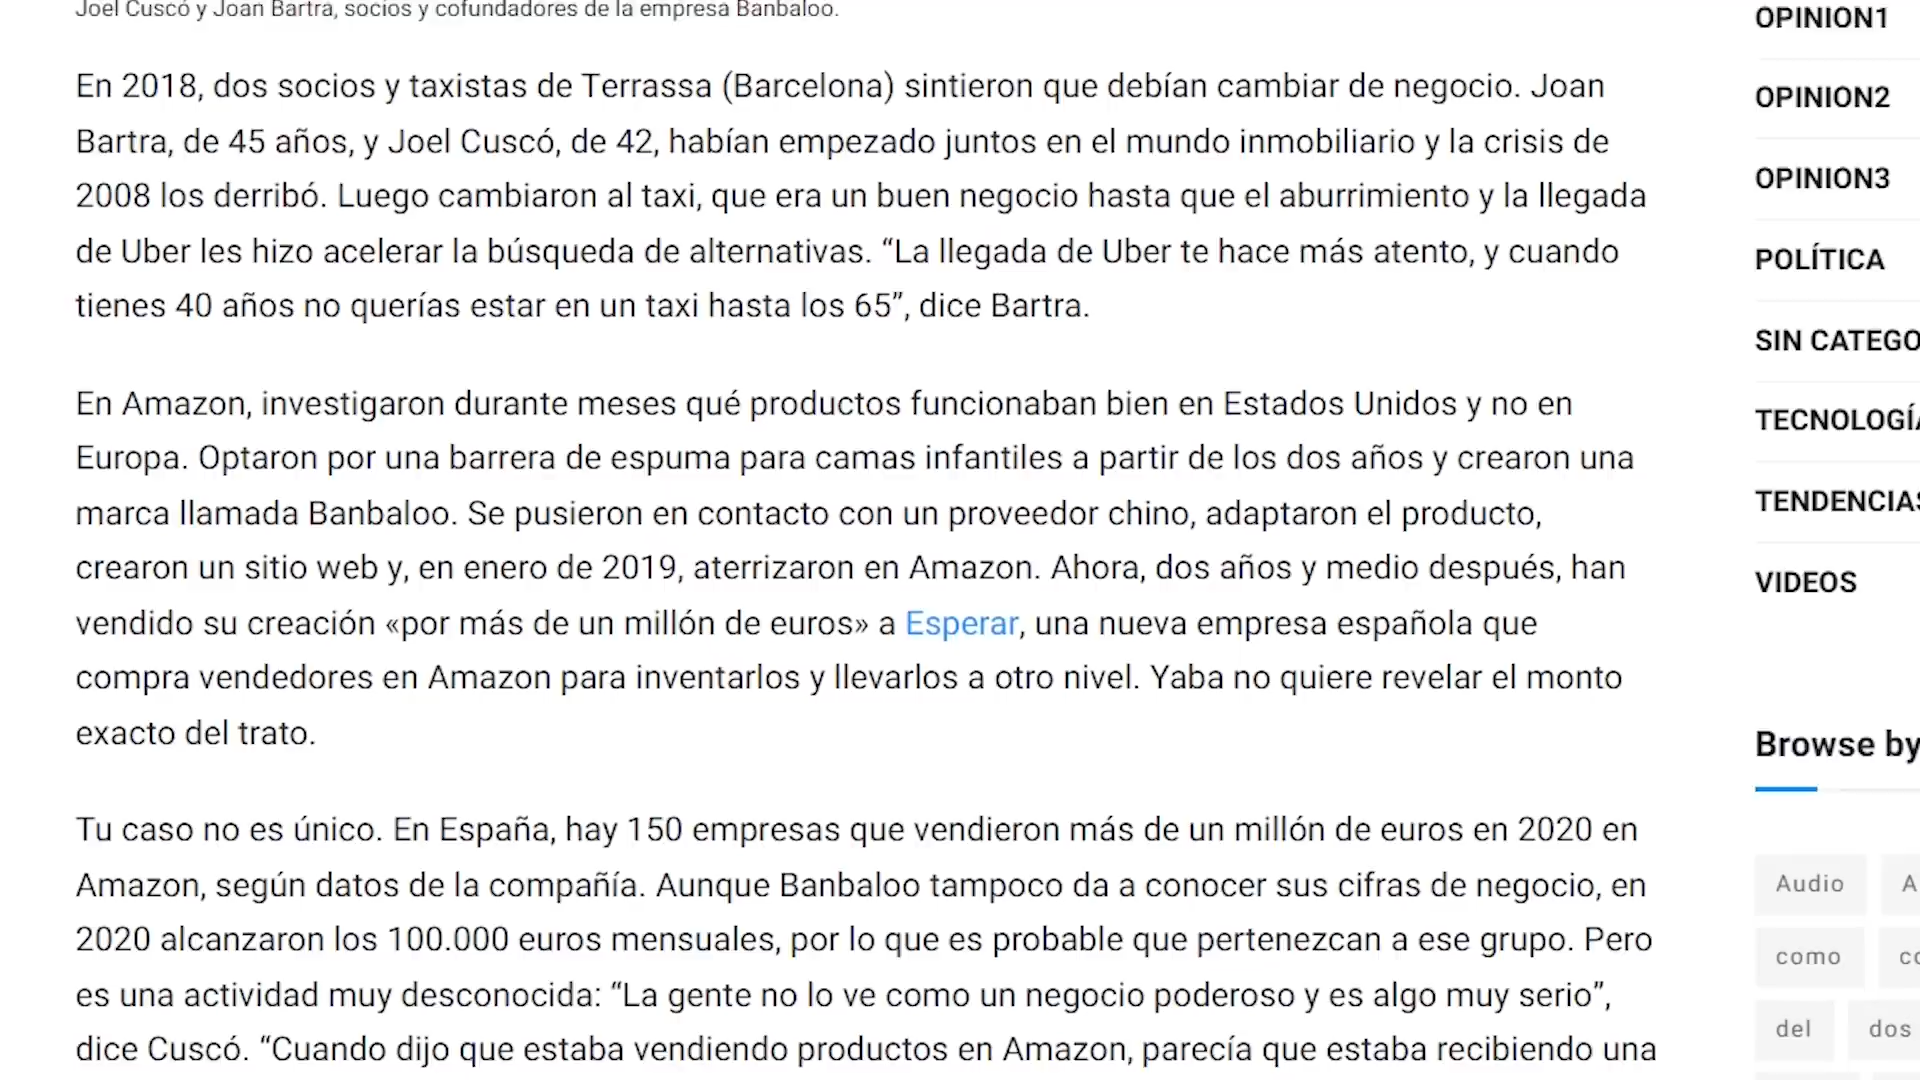 Joel Cuscó y Joan Bartra, socios y cofundadores de la empresa Banbaloo.
En 2018, dos socios y taxistas de Terrassa (Barcelona) sintieron que debían cambiar de negocio. Joan
Bartra, de 45 años, y Joel Cuscó, de 42, habían empezado juntos en el mundo inmobiliario y la crisis de
2008 los derribó. Luego cambiaron al taxi, que era un buen negocio hasta que el aburrimiento y la llegada
de Uber les hizo acelerar la búsqueda de alternativas. “La llegada de Uber te hace más atento, y cuando
tienes 40 años no querías estar en un taxi hasta los 65”, dice Bartra.
En Amazon, investigaron durante meses qué productos funcionaban bien en Estados Unidos y no en
Europa. Optaron por una barrera de espuma para camas infantiles a partir de los dos años y crearon una
marca llamada Banbaloo. Se pusieron en contacto con un proveedor chino, adaptaron el producto,
crearon un sitio web y, en enero de 2019, aterrizaron en Amazon. Ahora, dos años y medio después, han
vendido su creación «por más de un millón de euros» a Esperar, una nueva empresa española que
compra vendedores en Amazon para inventarlos y llevarlos a otro nivel. Yaba no quiere revelar el monto
exacto del trato.
Tu caso no es único. En España, hay 150 empresas que vendieron más de un millón de euros en 2020 en
Amazon, según datos de la compañía. Aunque Banbaloo tampoco da a conocer sus cifras de negocio, en
2020 alcanzaron los 100.000 euros mensuales, por lo que es probable que pertenezcan a ese grupo. Pero
es una actividad muy desconocida: “La gente no lo ve como un negocio poderoso y es algo muy serio”,
dice Cuscó. “Cuando dijo que estaba vendiendo productos en Amazon, parecía que estaba recibiendo una
OPINION1
OPINION2
OPINION3
POLÍTICA
SIN CATEGO
TECNOLOGÍA
TENDENCIAS
VIDEOS
Browse by
Audio A
como co
del dos